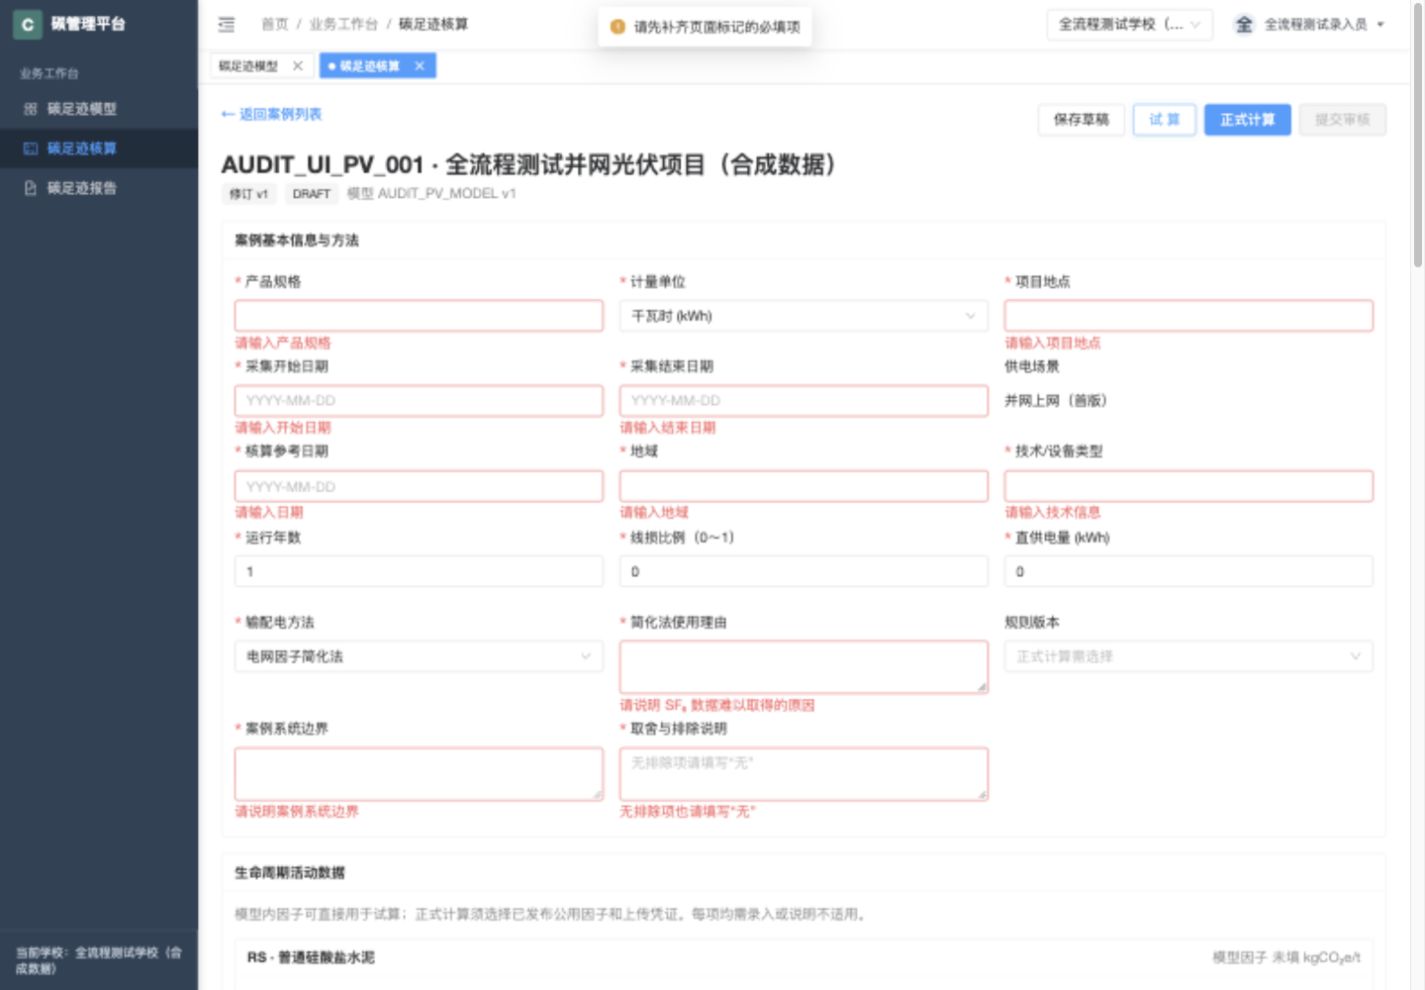 C 碳管理平台
首页 / 业务工作台 / 碳足迹核算
请先补齐页面标记的必填项
全流程测试学校（...
全 全流程测试录入员
业务工作台
碳足迹模型
碳足迹核算
碳足迹报告
碳足迹模型 ×
碳足迹核算 ×
← 返回案例列表
保存草稿 试 算 正式计算 提交审核
AUDIT_UI_PV_001 · 全流程测试并网光伏项目（合成数据）
修订 v1 DRAFT 模型 AUDIT_PV_MODEL v1
案例基本信息与方法
* 产品规格 * 计量单位 * 项目地点
千瓦时 (kWh)
请输入产品规格 请输入项目地点
* 采集开始日期 * 采集结束日期 供电场景
YYYY-MM-DD YYYY-MM-DD 并网上网（首版）
请输入开始日期 请输入结束日期
* 核算参考日期 * 地域 * 技术/设备类型
YYYY-MM-DD
请输入日期 请输入地域 请输入技术信息
* 运行年数 * 线损比例（0～1） * 直供电量 (kWh)
1 0 0
* 输配电方法 * 简化法使用理由 规则版本
电网因子简化法 正式计算需选择
请说明 SF₆ 数据难以取得的原因
* 案例系统边界 * 取舍与排除说明
无排除项请填写“无”
请说明案例系统边界 无排除项也请填写“无”
生命周期活动数据
模型内因子可直接用于试算；正式计算须选择已发布公用因子和上传凭证。每项均需录入或说明不适用。
RS · 普通硅酸盐水泥 模型因子 未填 kgCO₂e/t
当前学校：全流程测试学校（合
成数据）